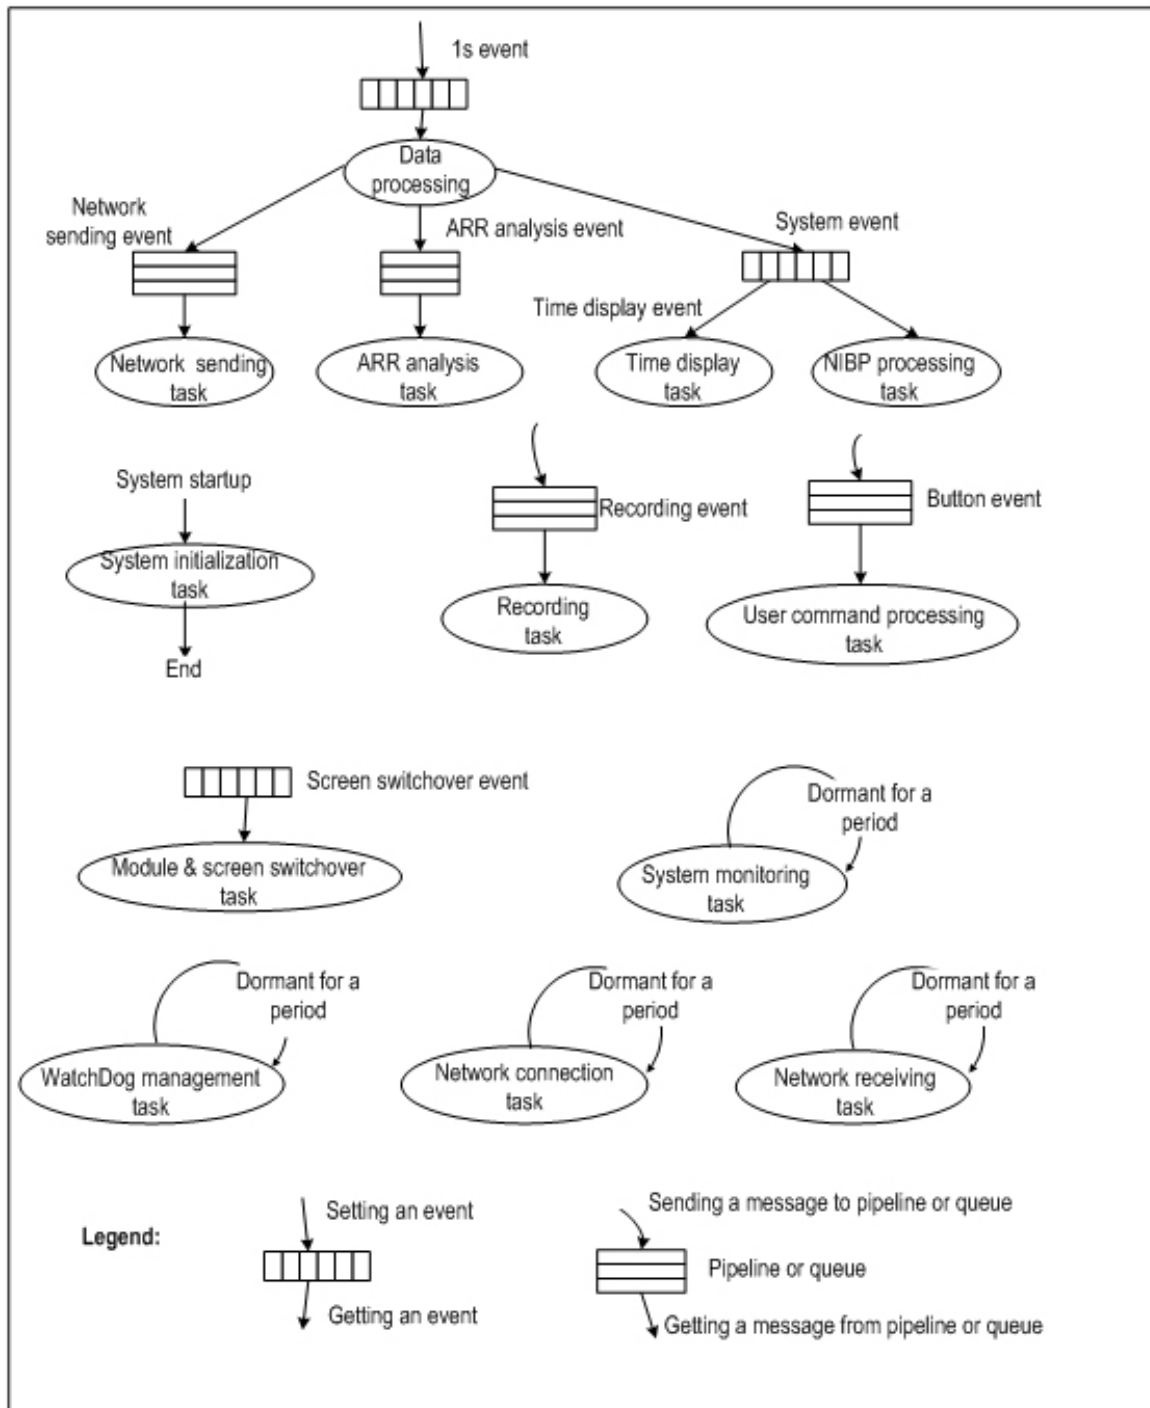 1s event
Data
processing
Network
sending event
ARR analysis event
System event
Time display event
Network sending
task
ARR analysis
task
Time display
task
NIBP processing
task
System startup
System initialization
task
End
Recording event
Recording
task
Button event
User command processing
task
Screen switchover event
Module & screen switchover
task
Dormant for a
period
System monitoring
task
Dormant for a
period
WatchDog management
task
Dormant for a
period
Network connection
task
Dormant for a
period
Network receiving
task
Legend:
Setting an event
Getting an event
Sending a message to pipeline or queue
Pipeline or queue
Getting a message from pipeline or queue